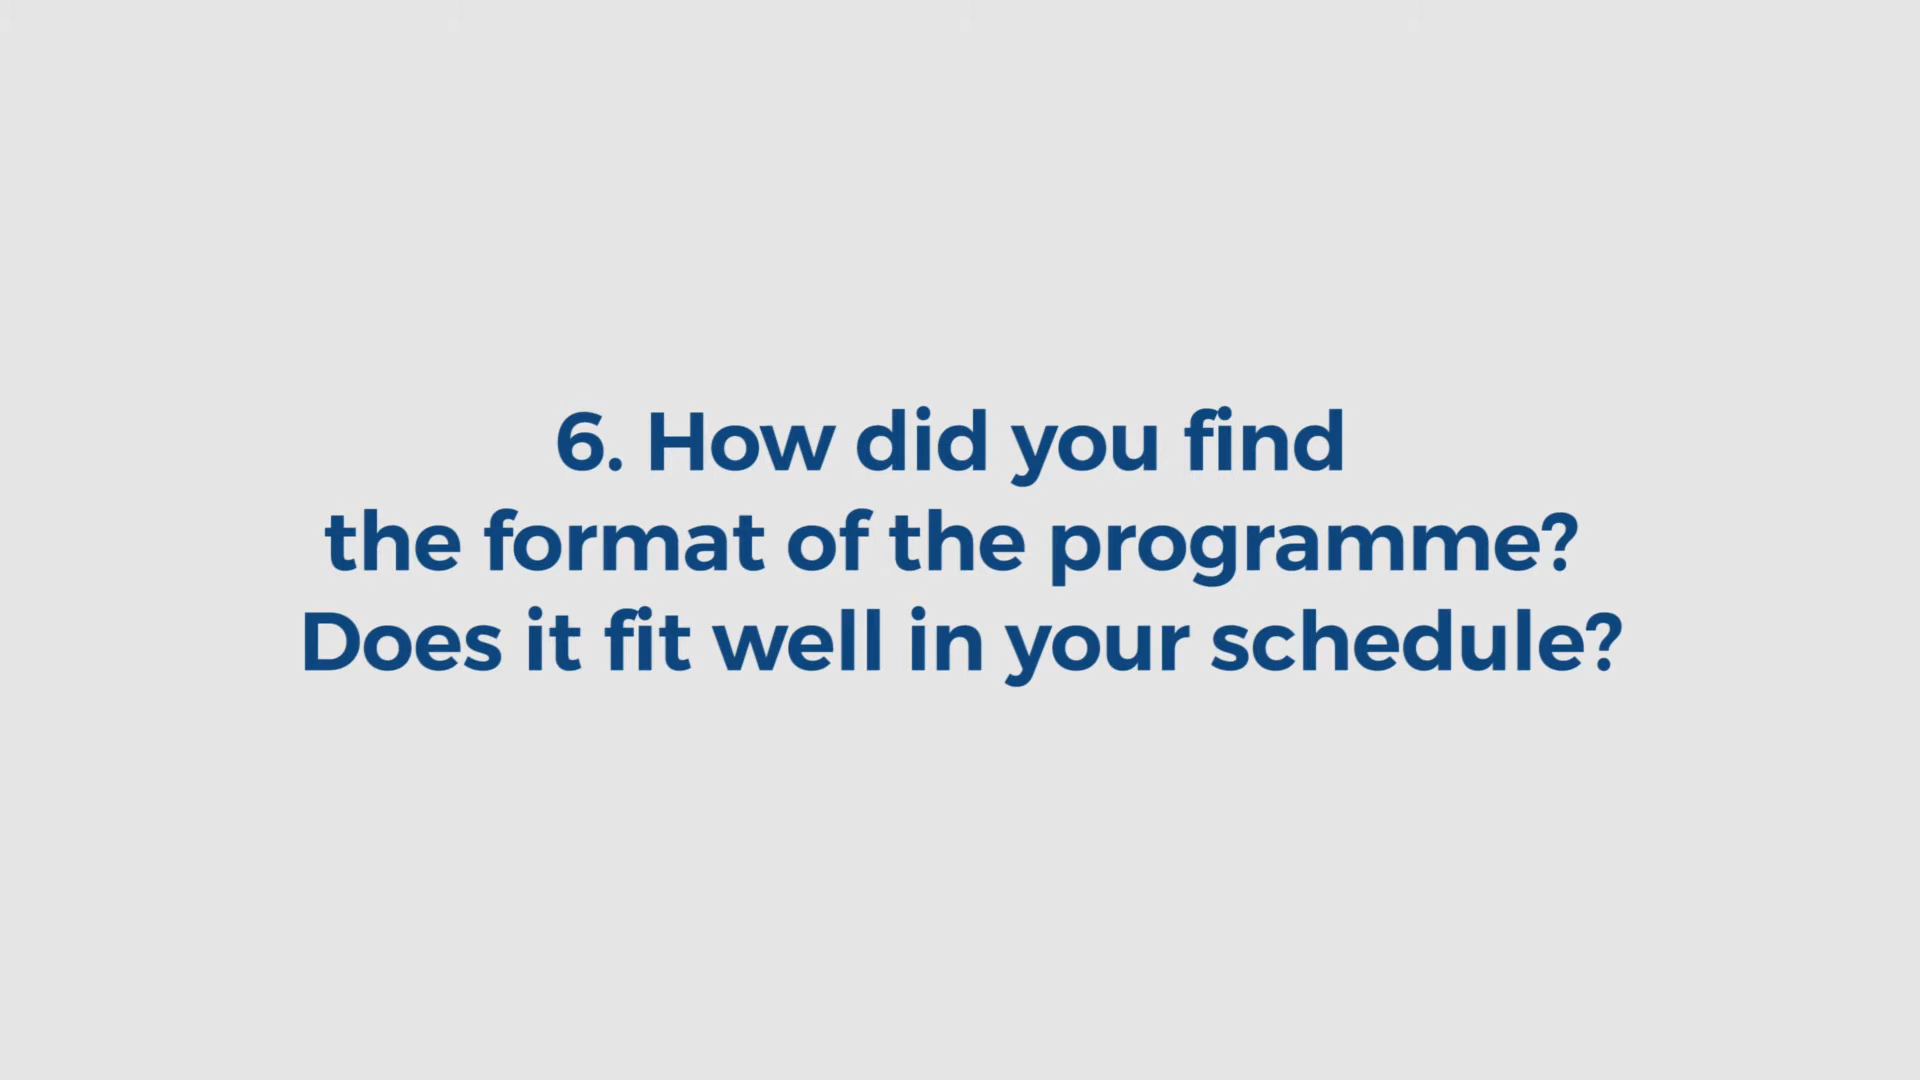 6. How did you find
the format of the programme?
Does it fit well in your schedule?